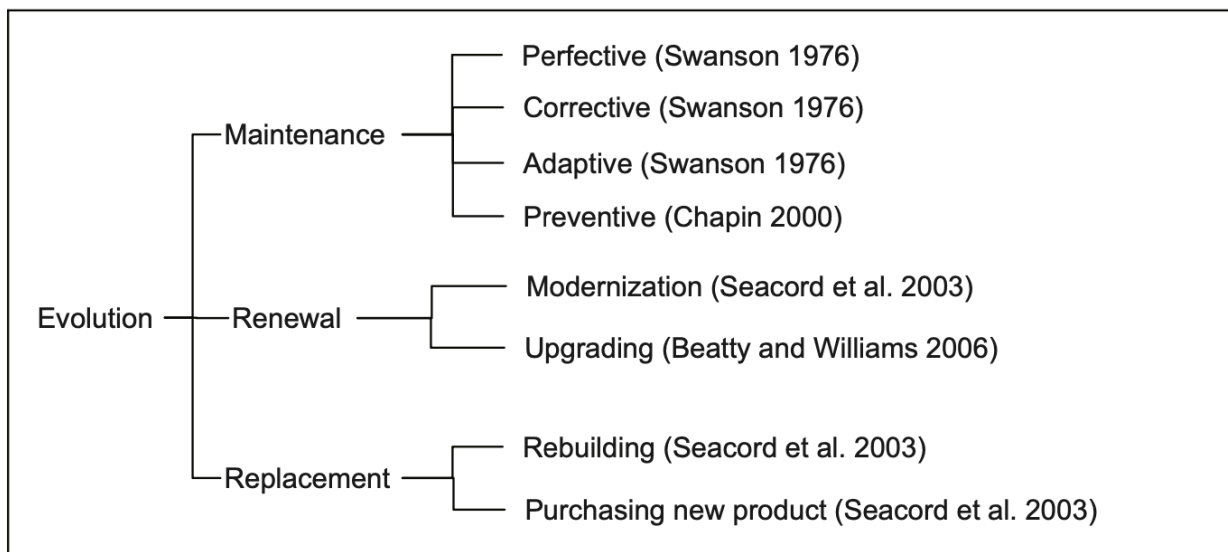 Perfective (Swanson 1976)
Corrective (Swanson 1976)
Maintenance
Adaptive (Swanson 1976)
Preventive (Chapin 2000)
Modernization (Seacord et al. 2003)
Evolution
Renewal
Upgrading (Beatty and Williams 2006)
Rebuilding (Seacord et al. 2003)
Replacement
Purchasing new product (Seacord et al. 2003)